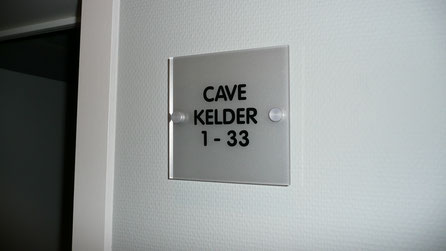 CAVE
KELDER
1 - 33